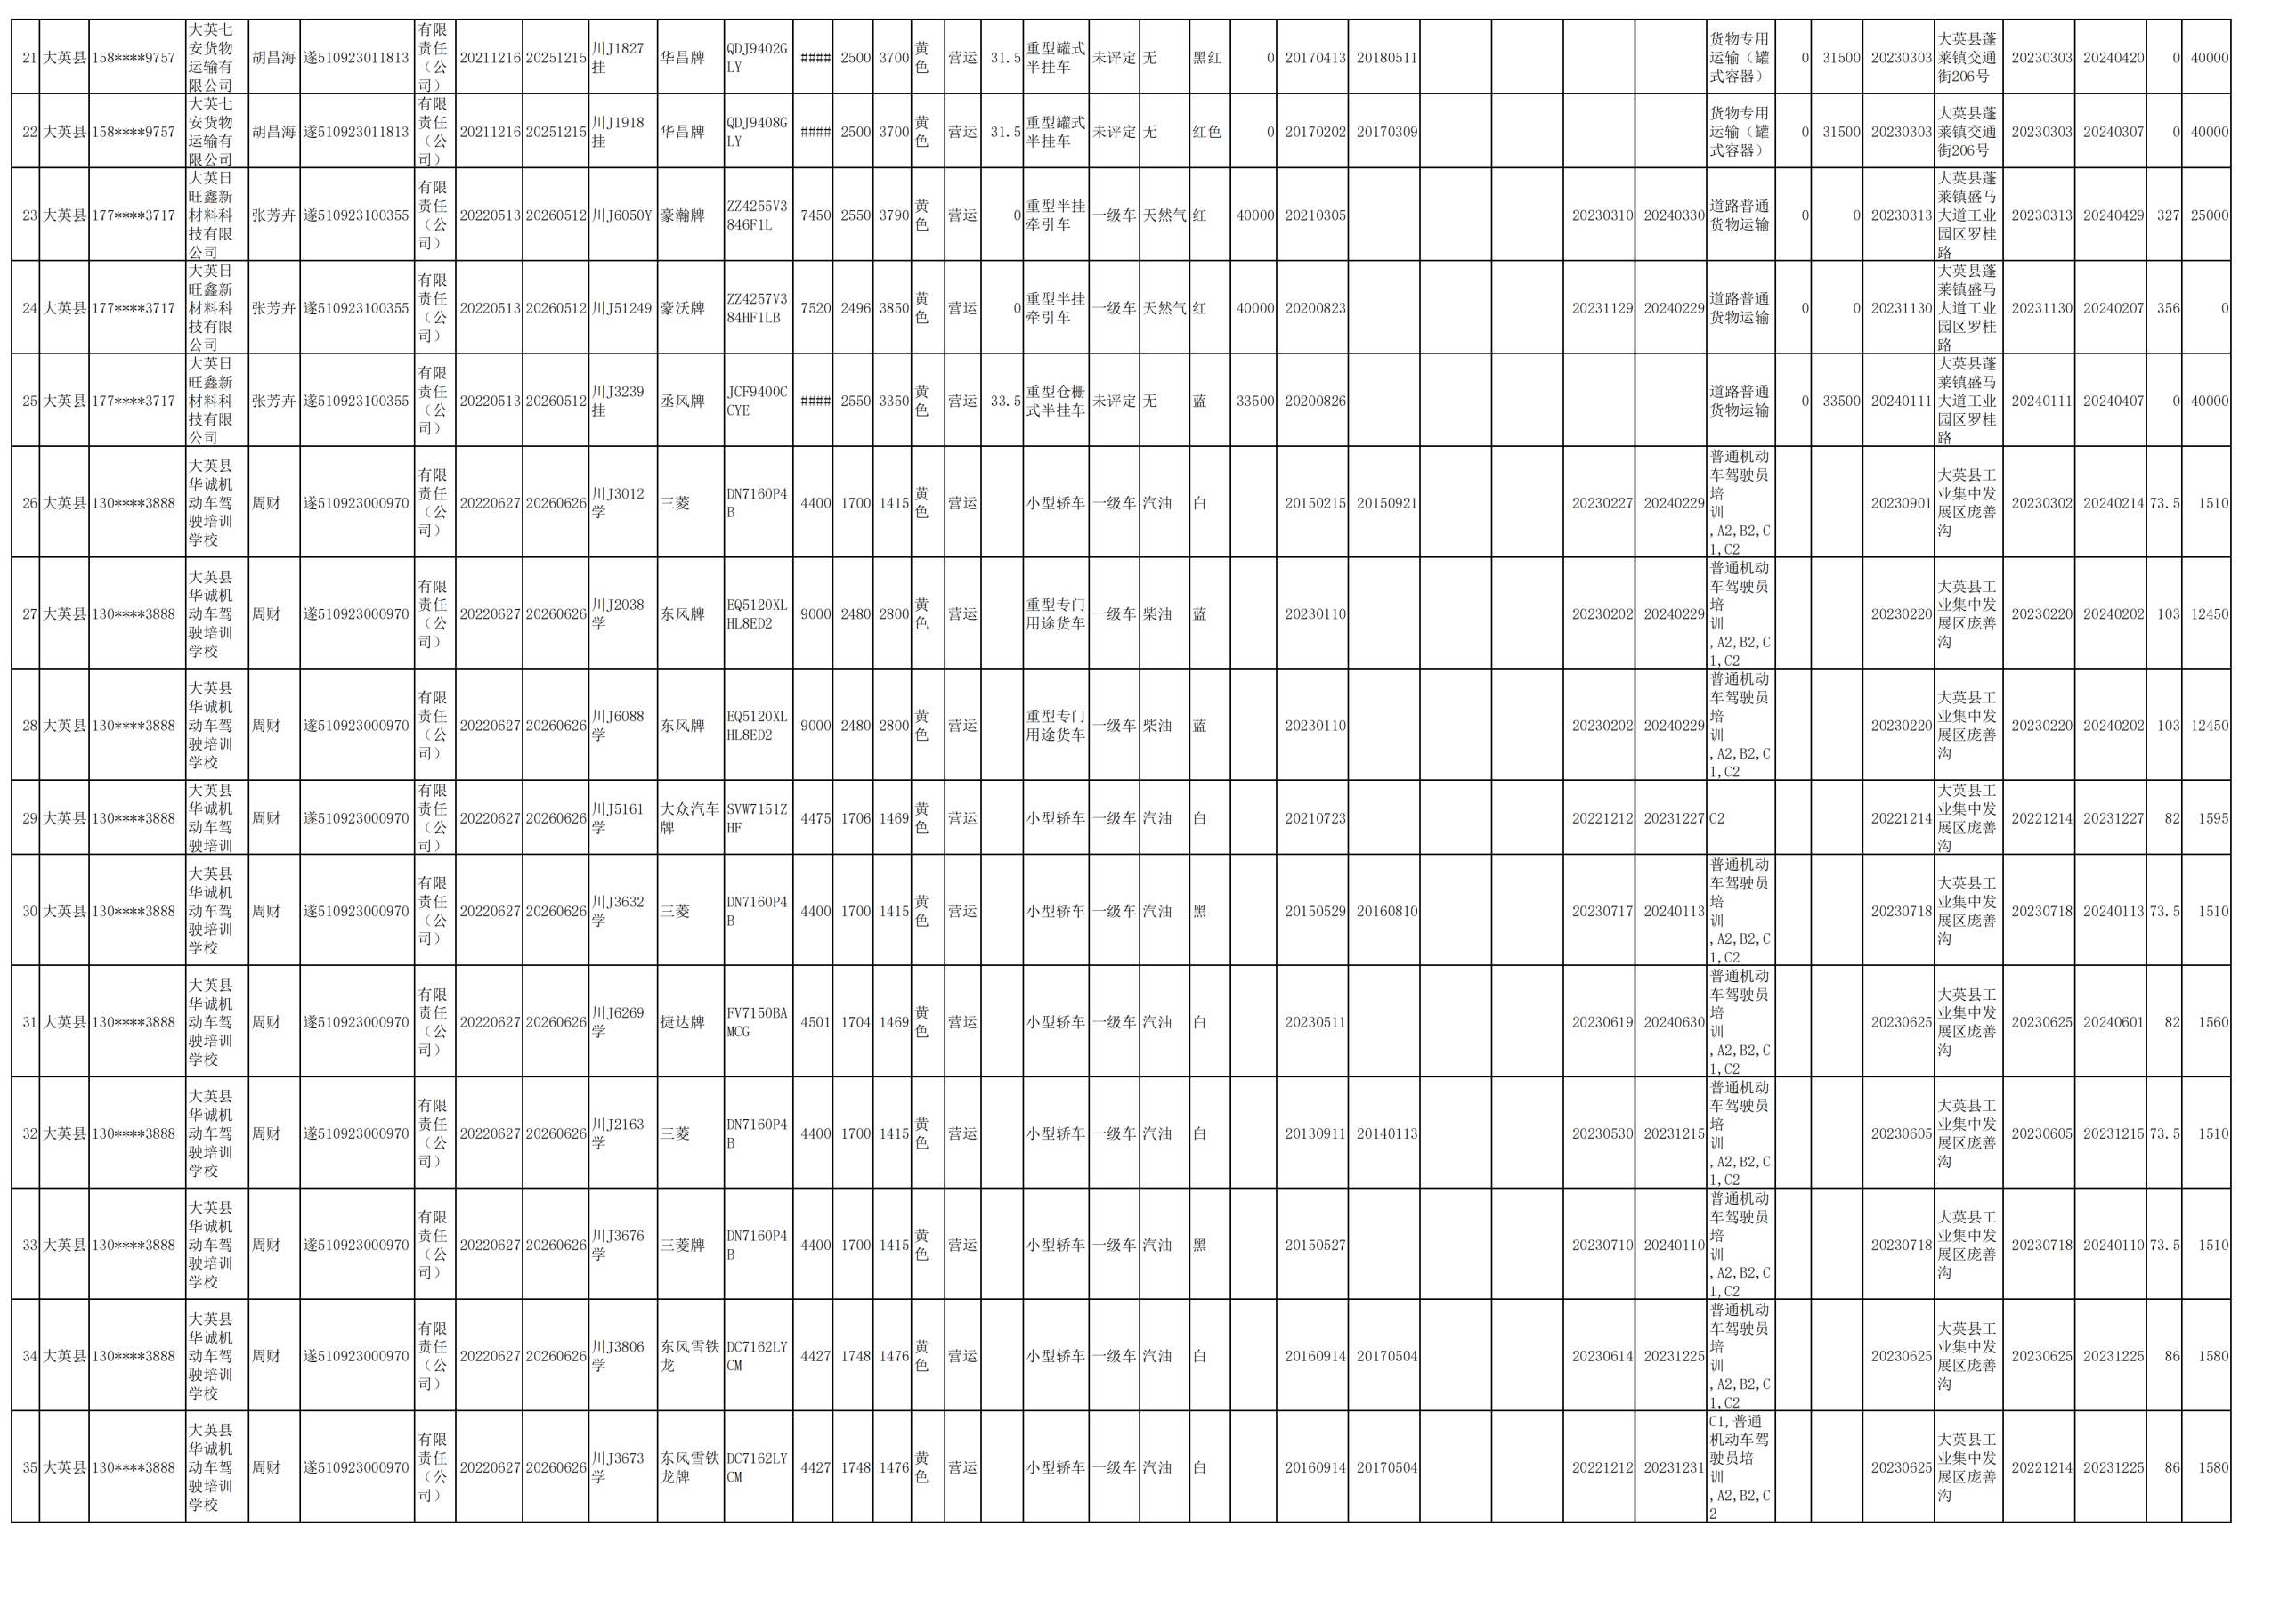 21 大英县 158****9757 大英七安货物运输有限公司 胡昌海 遂510923011813 有限责任（公司） 20211216 20251215 川J1827挂 华昌牌 QDJ9402GLY #### 2500 3700 黄色 营运 31.5 重型罐式半挂车 未评定 无 黑红 0 20170413 20180511 货物专用运输（罐式容器） 0 31500 20230303 大英县蓬莱镇交通街206号 20230303 20240420 0 40000
22 大英县 158****9757 大英七安货物运输有限公司 胡昌海 遂510923011813 有限责任（公司） 20211216 20251215 川J1918挂 华昌牌 QDJ9408GLY #### 2500 3700 黄色 营运 31.5 重型罐式半挂车 未评定 无 红色 0 20170202 20170309 货物专用运输（罐式容器） 0 31500 20230303 大英县蓬莱镇交通街206号 20230303 20240307 0 40000
23 大英县 177****3717 大英日旺鑫新材料科技有限公司 张芳卉 遂510923100355 有限责任（公司） 20220513 20260512 川J6050Y 豪瀚牌 ZZ4255V3846F1L 7450 2550 3790 黄色 营运 0 重型半挂牵引车 一级车 天然气 红 40000 20210305 20230310 20240330 道路普通货物运输 0 0 20230313 大英县蓬莱镇盛马大道工业园区罗桂路 20230313 20240429 327 25000
24 大英县 177****3717 大英日旺鑫新材料科技有限公司 张芳卉 遂510923100355 有限责任（公司） 20220513 20260512 川J51249 豪沃牌 ZZ4257V384HF1LB 7520 2496 3850 黄色 营运 0 重型半挂牵引车 一级车 天然气 红 40000 20200823 20231129 20240229 道路普通货物运输 0 0 20231130 大英县蓬莱镇盛马大道工业园区罗桂路 20231130 20240207 356 0
25 大英县 177****3717 大英日旺鑫新材料科技有限公司 张芳卉 遂510923100355 有限责任（公司） 20220513 20260512 川J3239挂 丞风牌 JCF9400CCYE #### 2550 3350 黄色 营运 33.5 重型仓栅式半挂车 未评定 无 蓝 33500 20200826 道路普通货物运输 0 33500 20240111 大英县蓬莱镇盛马大道工业园区罗桂路 20240111 20240407 0 40000
26 大英县 130****3888 大英县华诚机动车驾驶培训学校 周财 遂510923000970 有限责任（公司） 20220627 20260626 川J3012学 三菱 DN7160P4B 4400 1700 1415 黄色 营运 小型轿车 一级车 汽油 白 20150215 20150921 20230227 20240229 普通机动车驾驶员培训,A2,B2,C1,C2 20230901 大英县工业集中发展区庞善沟 20230302 20240214 73.5 1510
27 大英县 130****3888 大英县华诚机动车驾驶培训学校 周财 遂510923000970 有限责任（公司） 20220627 20260626 川J2038学 东风牌 EQ5120XLHL8ED2 9000 2480 2800 黄色 营运 重型专门用途货车 一级车 柴油 蓝 20230110 20230202 20240229 普通机动车驾驶员培训,A2,B2,C1,C2 20230220 大英县工业集中发展区庞善沟 20230220 20240202 103 12450
28 大英县 130****3888 大英县华诚机动车驾驶培训学校 周财 遂510923000970 有限责任（公司） 20220627 20260626 川J6088学 东风牌 EQ5120XLHL8ED2 9000 2480 2800 黄色 营运 重型专门用途货车 一级车 柴油 蓝 20230110 20230202 20240229 普通机动车驾驶员培训,A2,B2,C1,C2 20230220 大英县工业集中发展区庞善沟 20230220 20240202 103 12450
29 大英县 130****3888 大英县华诚机动车驾驶培训 周财 遂510923000970 有限责任（公司） 20220627 20260626 川J5161学 大众汽车牌 SVW7151ZHF 4475 1706 1469 黄色 营运 小型轿车 一级车 汽油 白 20210723 20221212 20231227 C2 20221214 大英县工业集中发展区庞善沟 20221214 20231227 82 1595
30 大英县 130****3888 大英县华诚机动车驾驶培训学校 周财 遂510923000970 有限责任（公司） 20220627 20260626 川J3632学 三菱 DN7160P4B 4400 1700 1415 黄色 营运 小型轿车 一级车 汽油 黑 20150529 20160810 20230717 20240113 普通机动车驾驶员培训,A2,B2,C1,C2 20230718 大英县工业集中发展区庞善沟 20230718 20240113 73.5 1510
31 大英县 130****3888 大英县华诚机动车驾驶培训学校 周财 遂510923000970 有限责任（公司） 20220627 20260626 川J6269学 捷达牌 FV7150BAMCG 4501 1704 1469 黄色 营运 小型轿车 一级车 汽油 白 20230511 20230619 20240630 普通机动车驾驶员培训,A2,B2,C1,C2 20230625 大英县工业集中发展区庞善沟 20230625 20240601 82 1560
32 大英县 130****3888 大英县华诚机动车驾驶培训学校 周财 遂510923000970 有限责任（公司） 20220627 20260626 川J2163学 三菱 DN7160P4B 4400 1700 1415 黄色 营运 小型轿车 一级车 汽油 白 20130911 20140113 20230530 20231215 普通机动车驾驶员培训,A2,B2,C1,C2 20230605 大英县工业集中发展区庞善沟 20230605 20231215 73.5 1510
33 大英县 130****3888 大英县华诚机动车驾驶培训学校 周财 遂510923000970 有限责任（公司） 20220627 20260626 川J3676学 三菱牌 DN7160P4B 4400 1700 1415 黄色 营运 小型轿车 一级车 汽油 黑 20150527 20230710 20240110 普通机动车驾驶员培训,A2,B2,C1,C2 20230718 大英县工业集中发展区庞善沟 20230718 20240110 73.5 1510
34 大英县 130****3888 大英县华诚机动车驾驶培训学校 周财 遂510923000970 有限责任（公司） 20220627 20260626 川J3806学 东风雪铁龙 DC7162LYCM 4427 1748 1476 黄色 营运 小型轿车 一级车 汽油 白 20160914 20170504 20230614 20231225 普通机动车驾驶员培训,A2,B2,C1,C2 20230625 大英县工业集中发展区庞善沟 20230625 20231225 86 1580
35 大英县 130****3888 大英县华诚机动车驾驶培训学校 周财 遂510923000970 有限责任（公司） 20220627 20260626 川J3673学 东风雪铁龙牌 DC7162LYCM 4427 1748 1476 黄色 营运 小型轿车 一级车 汽油 白 20160914 20170504 20221212 20231231 C1,普通机动车驾驶员培训,A2,B2,C2 20230625 大英县工业集中发展区庞善沟 20221214 20231225 86 1580